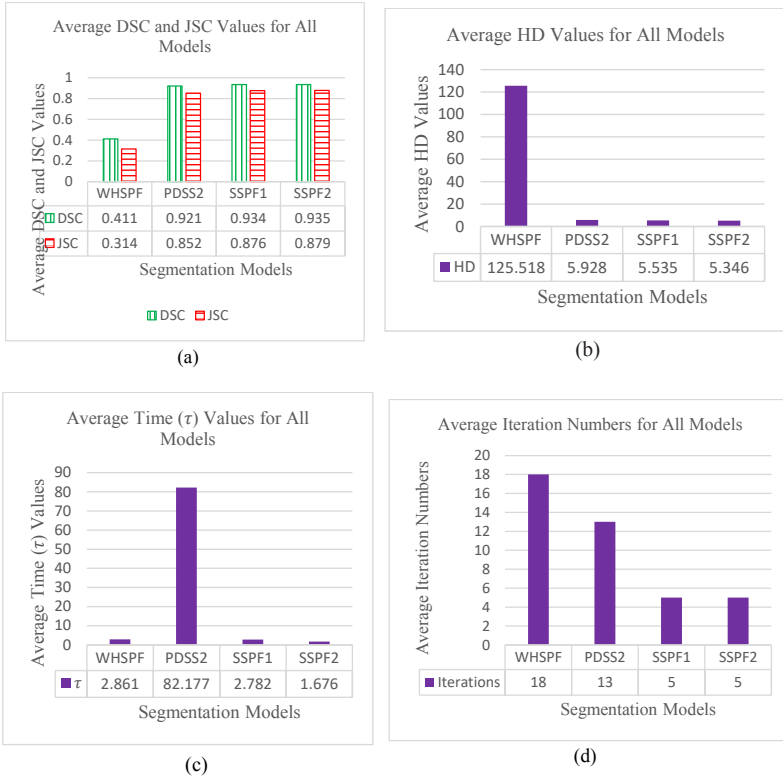 Average DSC and JSC Values for All
Models
Average DSC and JSC Values
1
0.8
0.6
0.4
0.2
0
WHSPF PDSS2 SSPF1 SSPF2
DSC 0.411 0.921 0.934 0.935
JSC 0.314 0.852 0.876 0.879
Segmentation Models
DSC JSC
(a)
Average HD Values for All Models
Average HD Values
140
120
100
80
60
40
20
0
WHSPF PDSS2 SSPF1 SSPF2
HD 125.518 5.928 5.535 5.346
Segmentation Models
(b)
Average Time (τ) Values for All
Models
Average Time (τ) Values
90
80
70
60
50
40
30
20
10
0
WHSPF PDSS2 SSPF1 SSPF2
τ 2.861 82.177 2.782 1.676
Segmentation Models
(c)
Average Iteration Numbers for All Models
Average Iteration Numbers
20
18
16
14
12
10
8
6
4
2
0
WHSPF PDSS2 SSPF1 SSPF2
Iterations 18 13 5 5
Segmentation Models
(d)